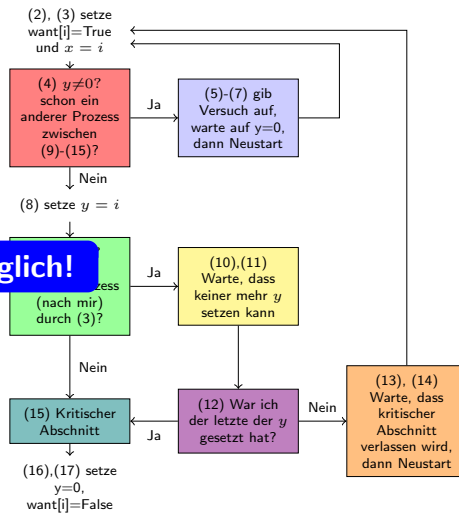 (2), (3) setze
want[i]=True
und x = i
(4) y≠0?
schon ein
anderer Prozess
zwischen
(9)-(15)?
Ja
(5)-(7) gib
Versuch auf,
warte auf y=0,
dann Neustart
Nein
(8) setze y = i
glich!
(nach mir)
durch (3)?
Ja
(10),(11)
Warte, dass
keiner mehr y
setzen kann
Nein
(15) Kritischer
Abschnitt
Ja
(12) War ich
der letzte der y
gesetzt hat?
Nein
(13), (14)
Warte, dass
kritischer
Abschnitt
verlassen wird,
dann Neustart
(16),(17) setze
y=0,
want[i]=False